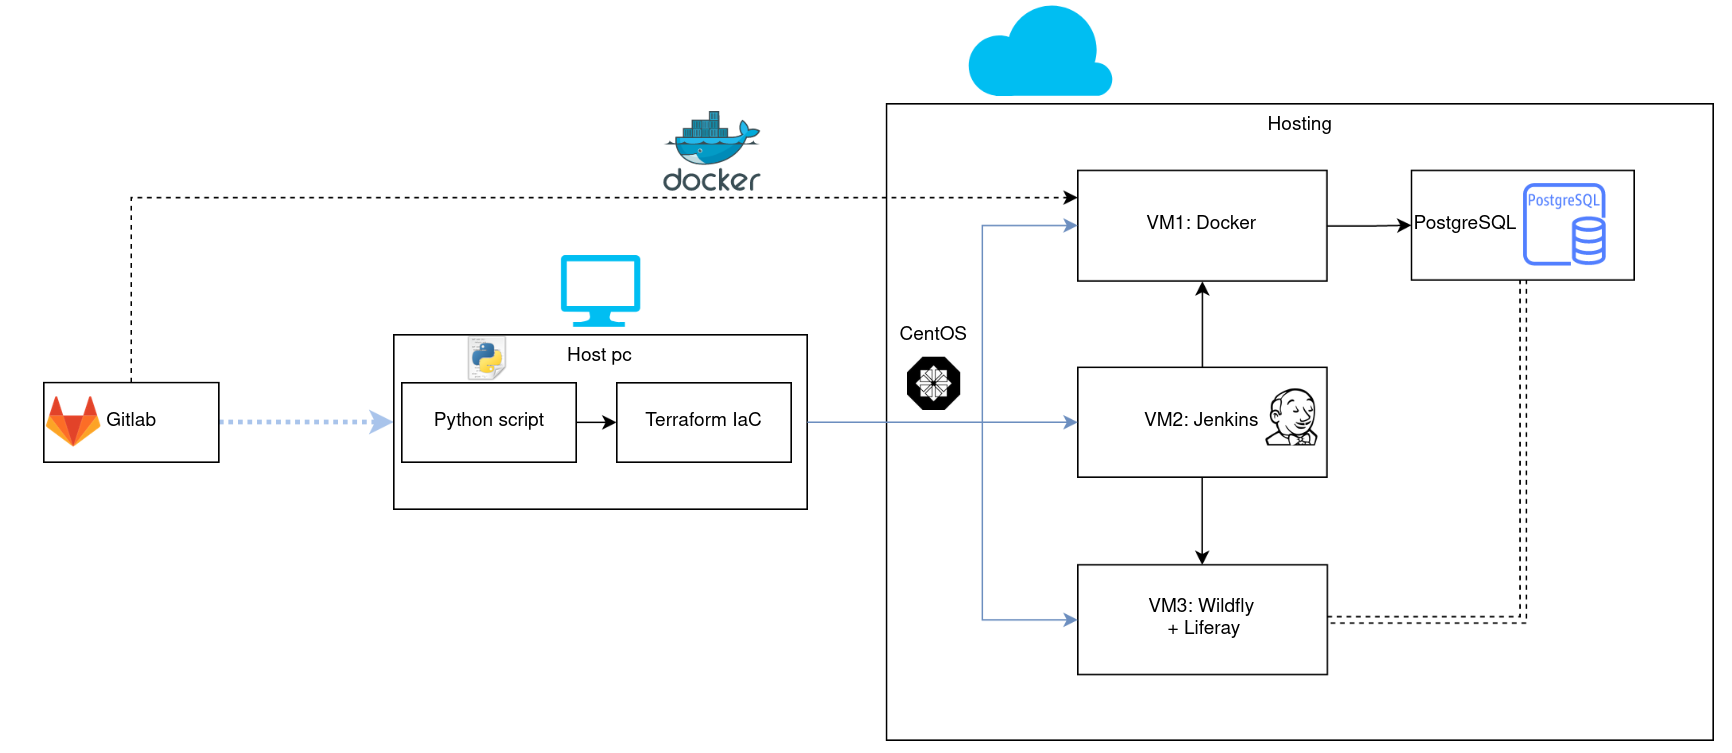 Hosting
docker
VM1: Docker
PostgreSQL
PostgreSQL
CentOS
Host pc
Gitlab
Python script
Terraform IaC
VM2: Jenkins
VM3: Wildfly
+ Liferay